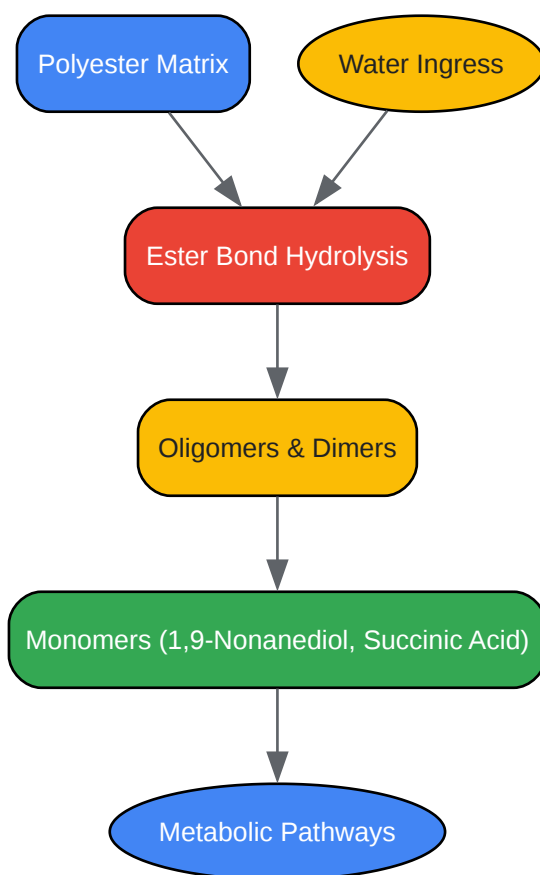 Polyester Matrix
Water Ingress
Ester Bond Hydrolysis
Oligomers & Dimers
Monomers (1,9-Nonanediol, Succinic Acid)
Metabolic Pathways